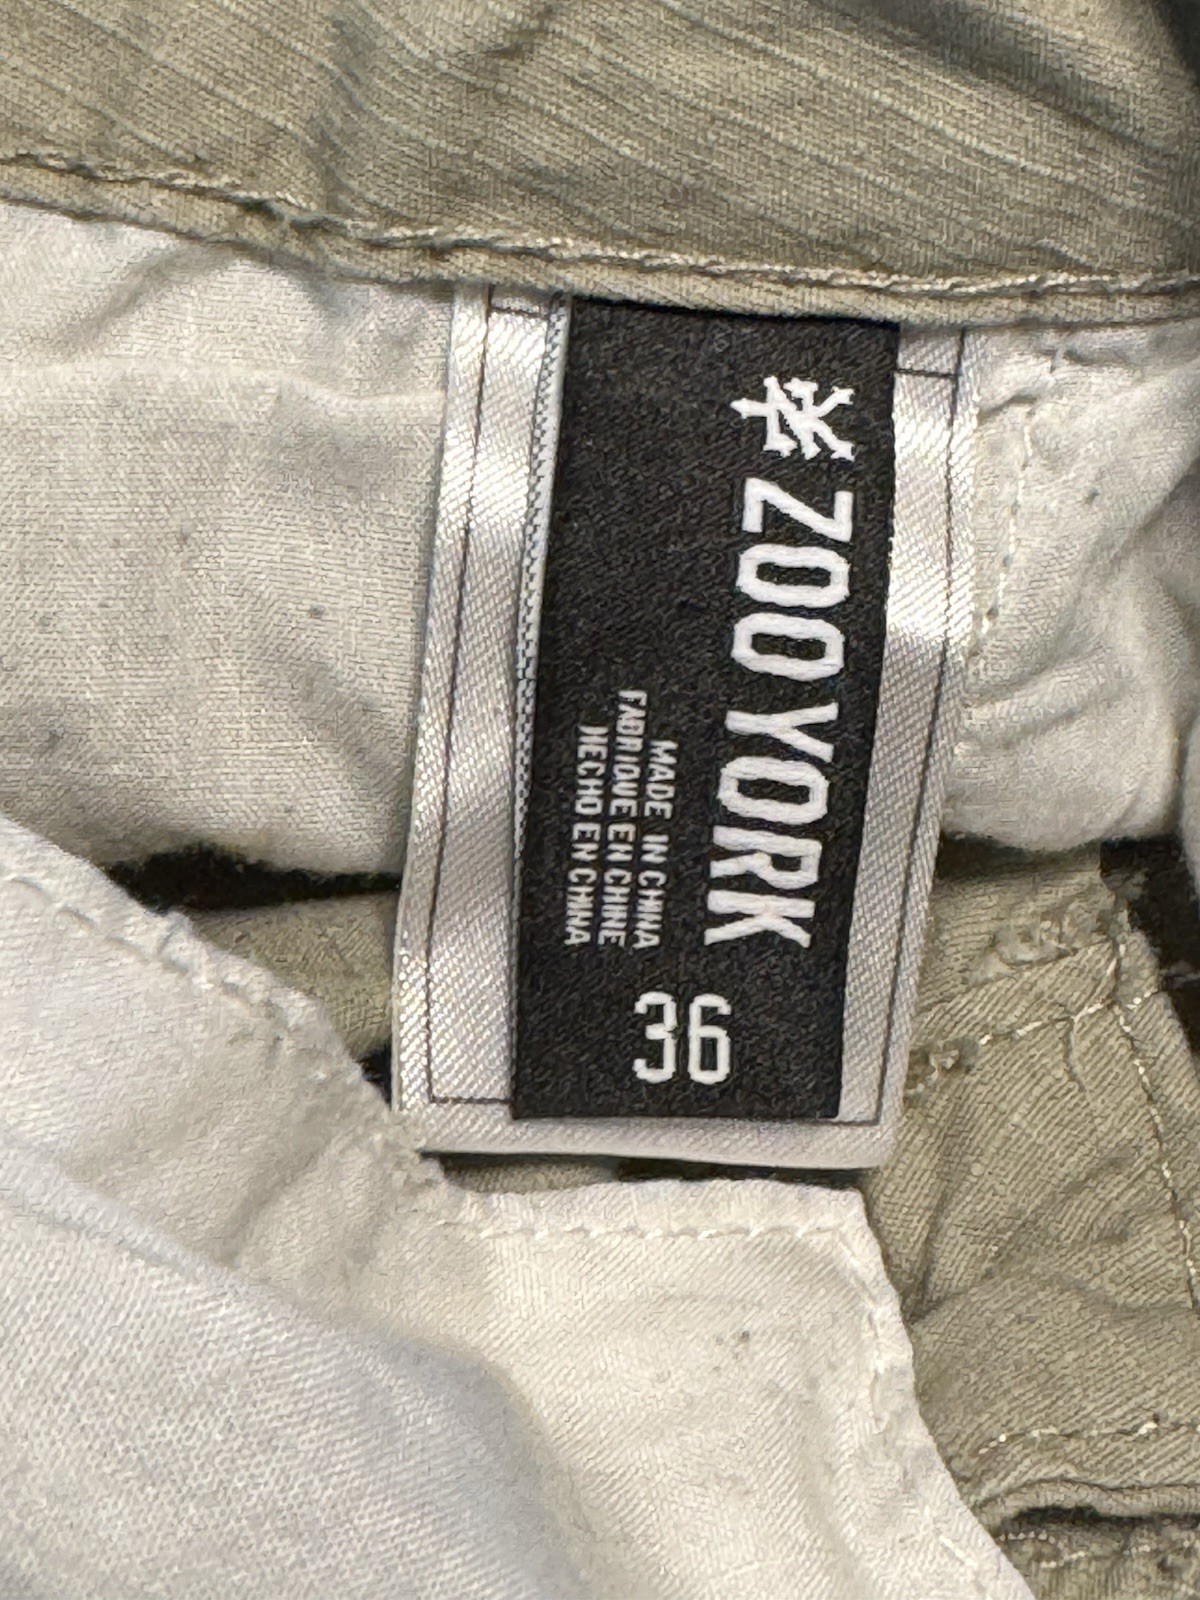 ZOO YORK
MADE IN CHINA
FABRIQUE EN CHINE
HECHO EN CHINA
36